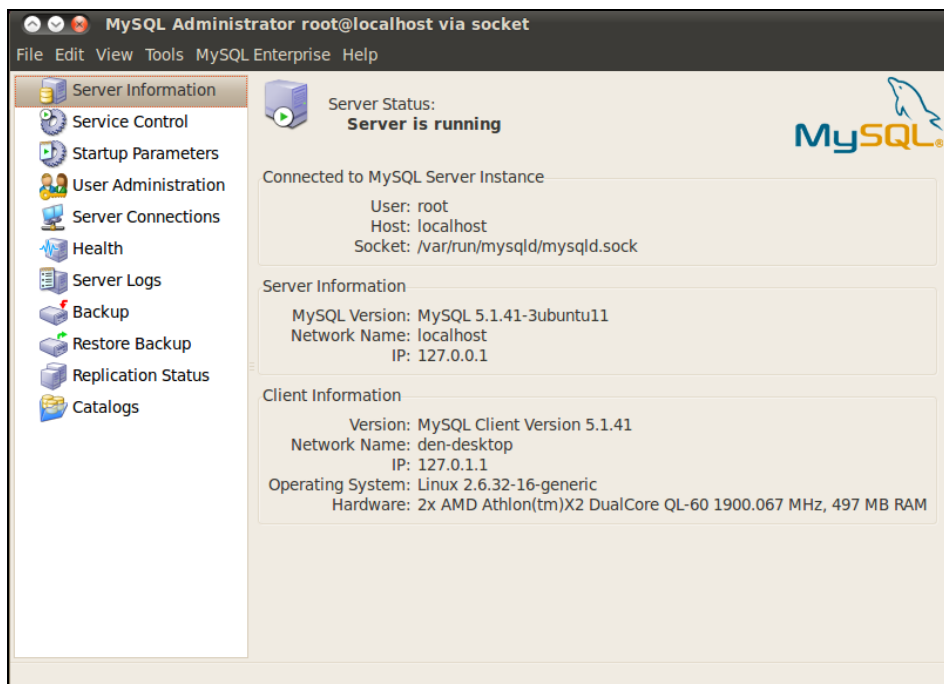 MySQL Administrator root@localhost via socket
File Edit View Tools MySQL Enterprise Help
Server Information
Service Control
Startup Parameters
User Administration
Server Connections
Health
Server Logs
Backup
Restore Backup
Replication Status
Catalogs
Server Status:
Server is running
MySQL®
Connected to MySQL Server Instance
User: root
Host: localhost
Socket: /var/run/mysqld/mysqld.sock
Server Information
MySQL Version: MySQL 5.1.41-3ubuntu11
Network Name: localhost
IP: 127.0.0.1
Client Information
Version: MySQL Client Version 5.1.41
Network Name: den-desktop
IP: 127.0.1.1
Operating System: Linux 2.6.32-16-generic
Hardware: 2x AMD Athlon(tm)X2 DualCore QL-60 1900.067 MHz, 497 MB RAM